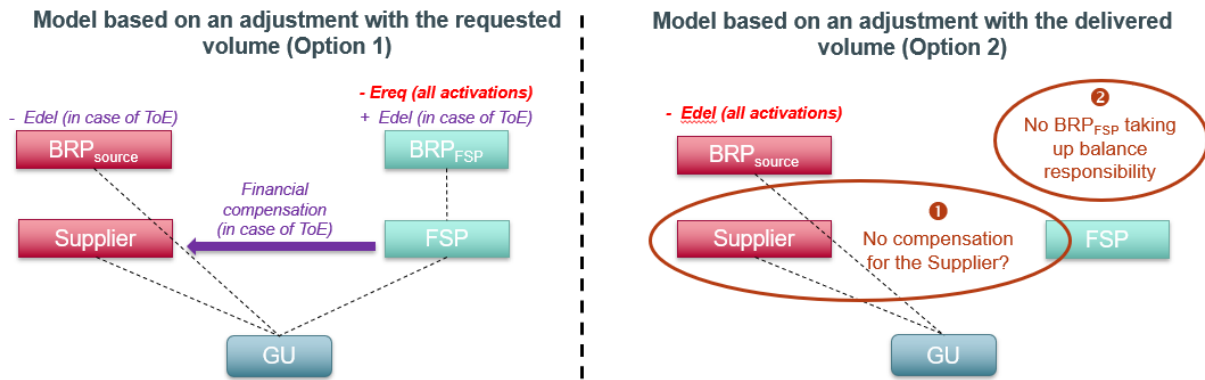 Model based on an adjustment with the requested
volume (Option 1)
- Ereq (all activations)
- Edel (in case of ToE)
+ Edel (in case of ToE)
BRPsource
BRPFSP
Financial
compensation
(in case of ToE)
Supplier
FSP
GU
Model based on an adjustment with the delivered
volume (Option 2)
❷
No BRPFSP taking
up balance
responsibility
- Edel (all activations)
BRPsource
❶
Supplier
No compensation
for the Supplier?
FSP
GU